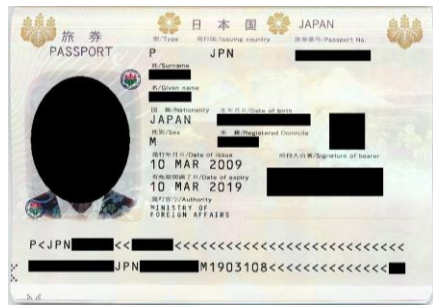 日本国 JAPAN
旅券
PASSPORT
型/Type 発行国/Issuing country 旅券番号/Passport No.
P JPN
姓/Surname
名/Given name
国籍/Nationality 生年月日/Date of birth
JAPAN
性別/Sex 本籍/Registered Domicile
M
発行年月日/Date of issue 所持人自署/Signature of bearer
10 MAR 2009
有効期間満了日/Date of expiry
10 MAR 2019
発行官庁/Authority
MINISTRY OF
FOREIGN AFFAIRS
P<JPN <<  <<<<<<<<<<<<<<<<<<<<<<<<<<<
JPN M1903108<<<<<<<<<<<<<<